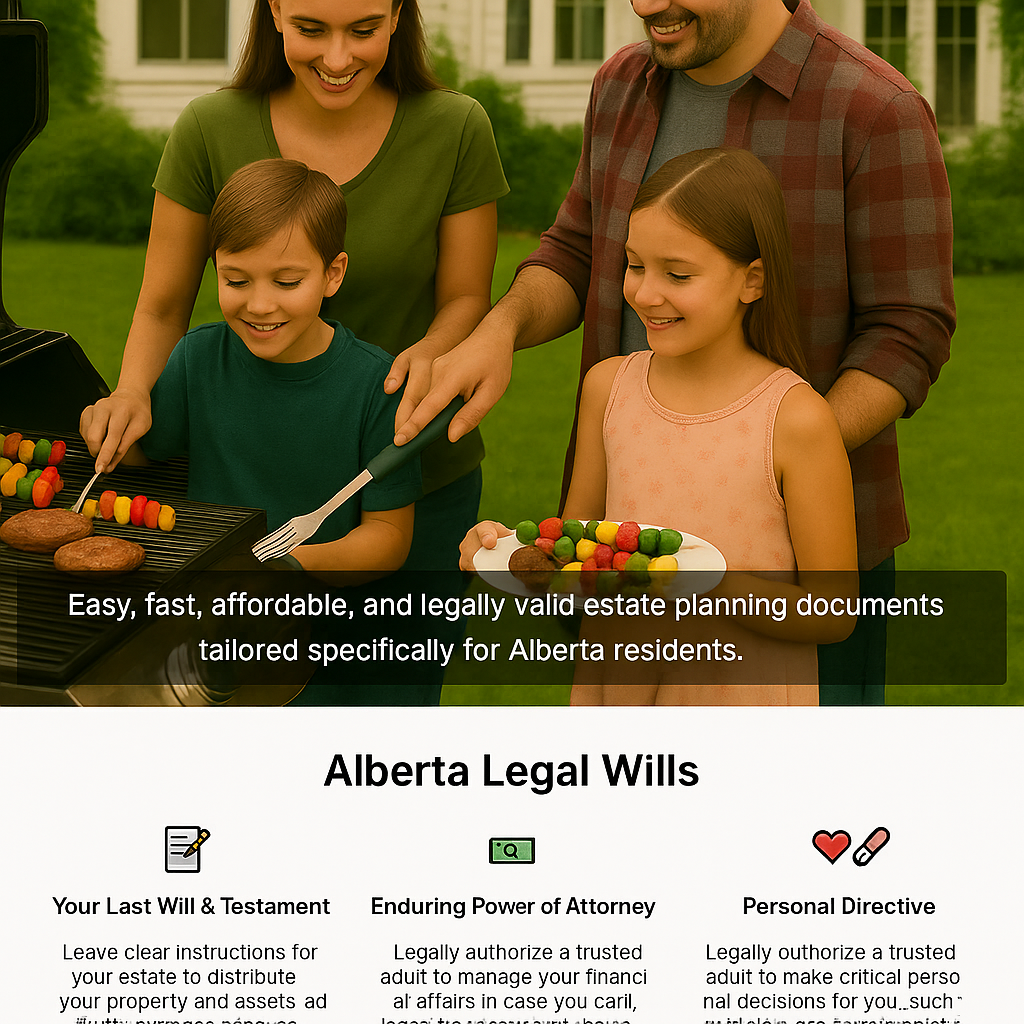 Easy, fast, affordable, and legally valid estate planning documents
tailored specifically for Alberta residents.
Alberta Legal Wills
Your Last Will & Testament
Enduring Power of Attorney
Personal Directive
Leave clear instructions for
your estate to distribute
your property and assets ad
Legally authorize a trusted
aduit to manage your financi
al affairs in case you caril,
Legally outhorize a trusted
aduit to make critical perso
nal decisions for you such